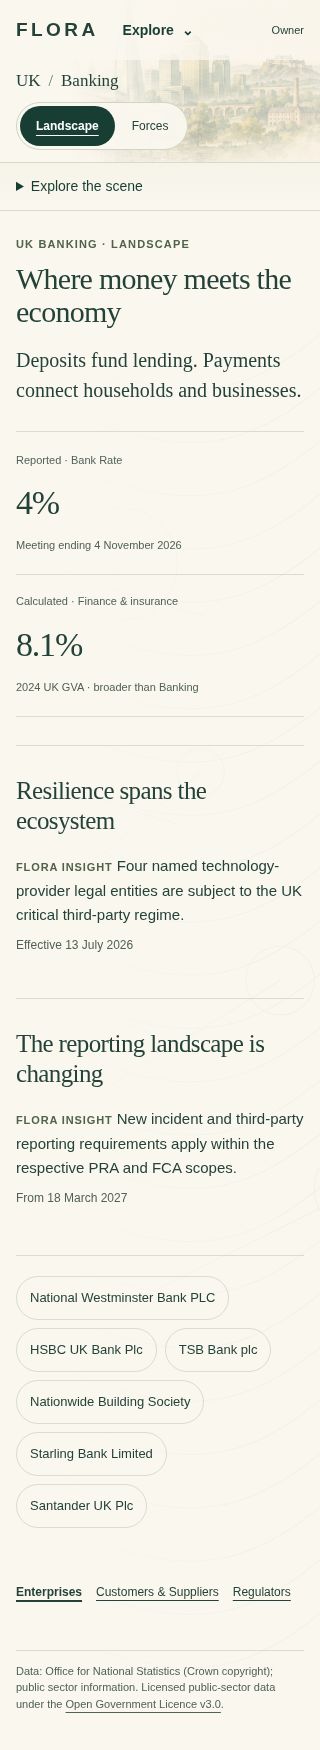 FLORA Explore Owner
UK / Banking
Landscape Forces
Explore the scene
UK BANKING · LANDSCAPE
Where money meets the
economy
Deposits fund lending. Payments
connect households and businesses.
Reported · Bank Rate
4%
Meeting ending 4 November 2026
Calculated · Finance & insurance
8.1%
2024 UK GVA · broader than Banking
Resilience spans the
ecosystem
FLORA INSIGHT Four named technology-
provider legal entities are subject to the UK
critical third-party regime.
Effective 13 July 2026
The reporting landscape is
changing
FLORA INSIGHT New incident and third-party
reporting requirements apply within the
respective PRA and FCA scopes.
From 18 March 2027
National Westminster Bank PLC
HSBC UK Bank Plc TSB Bank plc
Nationwide Building Society
Starling Bank Limited
Santander UK Plc
Enterprises Customers & Suppliers Regulators
Data: Office for National Statistics (Crown copyright);
public sector information. Licensed public-sector data
under the Open Government Licence v3.0.